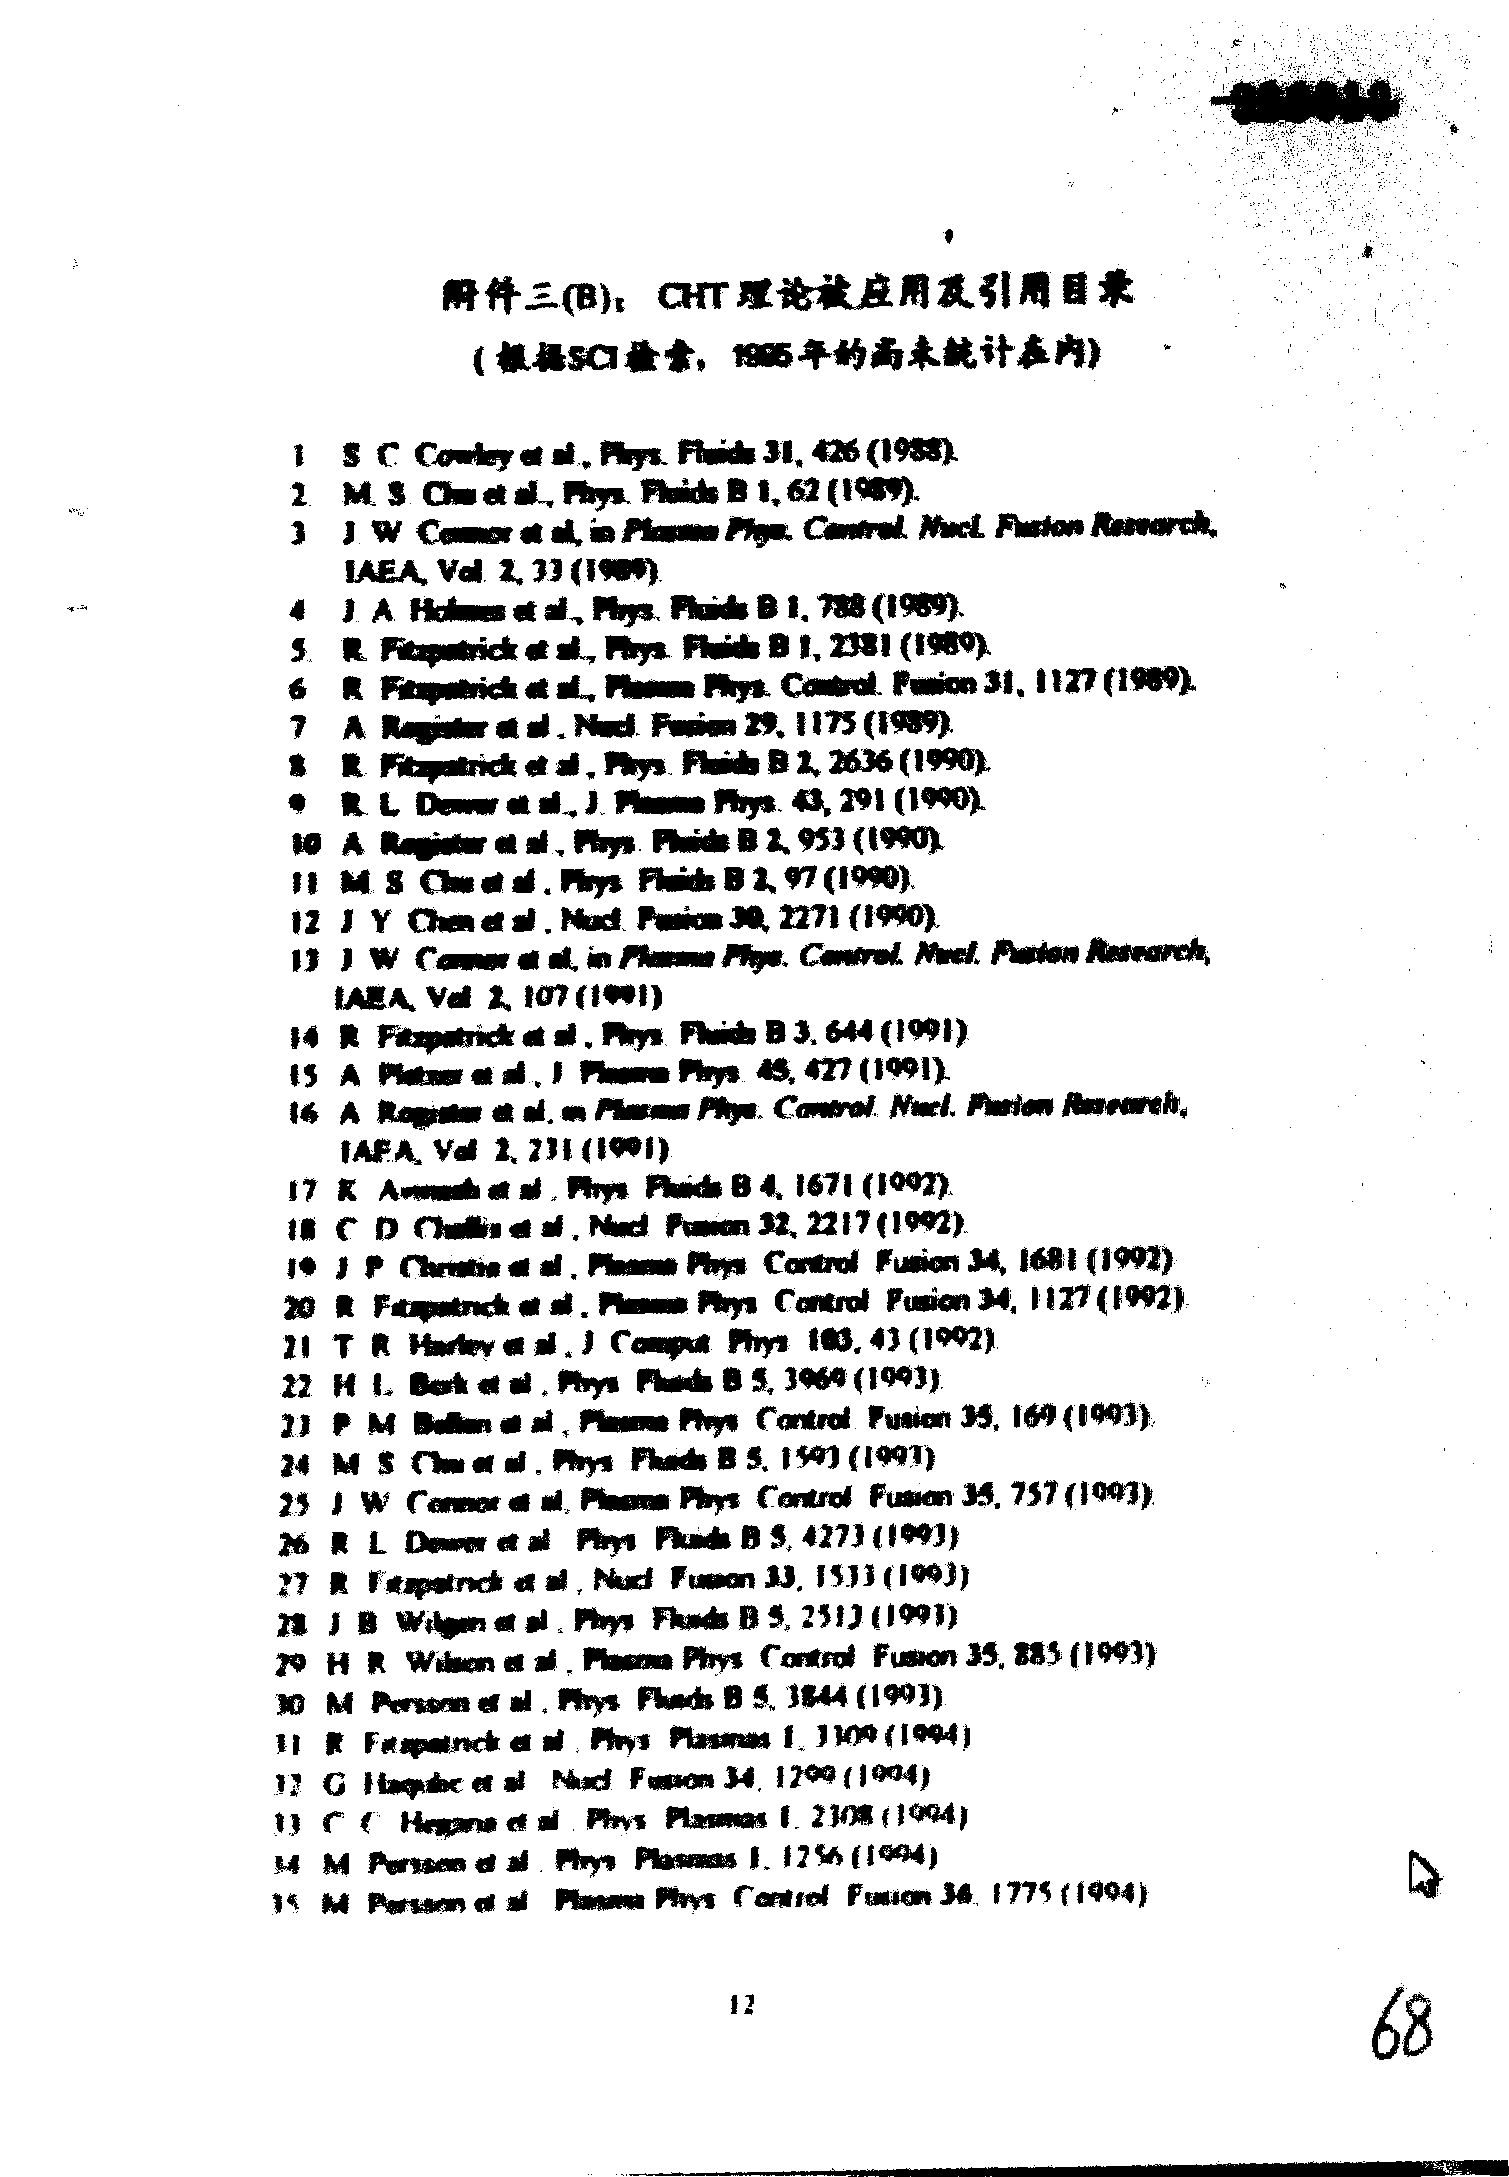 附件三(B): CHT 理论被应用及引用目录
(根据SCI检索, 1995年的尚未统计在内)
1 S C Cowley et al., Phys. Fluids 31, 426 (1988).
2 M. S. Chu et al., Phys. Fluids B 1, 62 (1989).
3 J W Connor et al, in Plasma Phys. Control. Nucl. Fusion Research,
IAEA, Vol 2, 33 (1989)
4 J A Holmes et al., Phys. Fluids B 1, 788 (1989).
5 R Fitzpatrick et al., Phys. Fluids B 1, 2381 (1989).
6 R Fitzpatrick et al., Plasma Phys. Control. Fusion 31, 1127 (1989).
7 A Rogister et al, Nucl. Fusion 29, 1175 (1989).
8 R Fitzpatrick et al, Phys Fluids B 2, 2636 (1990).
9 R L Dewar et al., J. Plasma Phys. 43, 291 (1990).
10 A Rogister et al, Phys. Fluids B 2, 953 (1990).
11 M S Chu et al, Phys Fluids B 2, 97 (1990).
12 J Y Chen et al, Nucl. Fusion 30, 2271 (1990).
13 J W Connor et al, in Plasma Phys. Control. Nucl. Fusion Research,
IAEA, Vol 2, 107 (1991)
14 R Fitzpatrick et al, Phys Fluids B 3, 644 (1991)
15 A et al, J Plasma Phys 45, 427 (1991).
16 A Rogister et al, in Plasma Phys. Control. Nucl. Fusion Research,
IAEA, Vol 2, 231 (1991)
17 K Avinash et al, Phys Fluids B 4, 1671 (1992).
18 C D Challis et al, Nucl Fusion 32, 2217 (1992)
19 J P Christie et al, Plasma Phys Control Fusion 34, 1681 (1992)
20 R Fitzpatrick et al, Plasma Phys Control Fusion 34, 1127 (1992)
21 T R Harley et al, J Comput Phys 103, 43 (1992)
22 H L Berk et al, Phys Fluids B 5, 3969 (1993)
23 P M Bellan et al, Plasma Phys Control Fusion 35, 169 (1993)
24 M S Chu et al, Phys Fluids B 5, 1593 (1993)
25 J W Connor et al, Plasma Phys Control Fusion 35, 757 (1993)
26 R L Dewar et al Phys Fluids B 5, 4273 (1993)
27 R Fitzpatrick et al, Nucl Fusion 33, 1533 (1993)
28 J B Wilgen et al, Phys Fluids B 5, 2513 (1993)
29 H R Wilson et al, Plasma Phys Control Fusion 35, 885 (1993)
30 M Persson et al, Phys Fluids B 5, 3844 (1993)
31 R Fitzpatrick et al, Phys Plasmas 1, 3309 (1994)
32 G et al Nucl Fusion 34, 1299 (1994)
33 C C Hegna et al Phys Plasmas 1, 2308 (1994)
34 M Persson et al Phys Plasmas 1, 1256 (1994)
35 M Persson et al Plasma Phys Control Fusion 36, 1775 (1994)
12
68